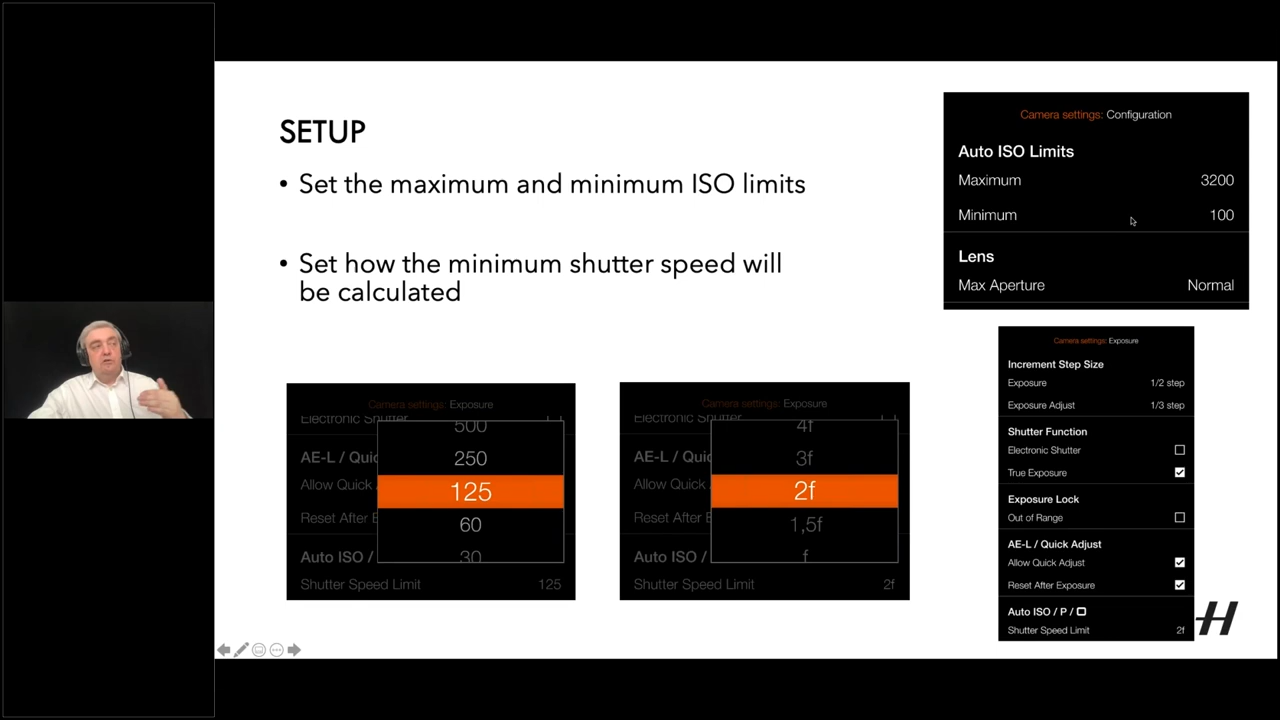 SETUP
• Set the maximum and minimum ISO limits
• Set how the minimum shutter speed will
be calculated
Camera settings: Configuration
Auto ISO Limits
Maximum 3200
Minimum 100
Lens
Max Aperture Normal
Camera settings: Exposure
Increment Step Size
Exposure 1/2 step
Exposure Adjust 1/3 step
Shutter Function
Electronic Shutter
True Exposure
Exposure Lock
Out of Range
AE-L / Quick Adjust
Allow Quick Adjust
Reset After Exposure
Auto ISO / P /
Shutter Speed Limit 2f
Camera settings: Exposure
Electronic Shutter
500
AE-L / Quic 250
Allow Quick 125
Reset After E 60
Auto ISO / 30
Shutter Speed Limit 125
Camera settings: Exposure
Electronic Shutter
4f
AE-L / Quic 3f
Allow Quick 2f
Reset After E 1,5f
Auto ISO / f
Shutter Speed Limit 2f
H